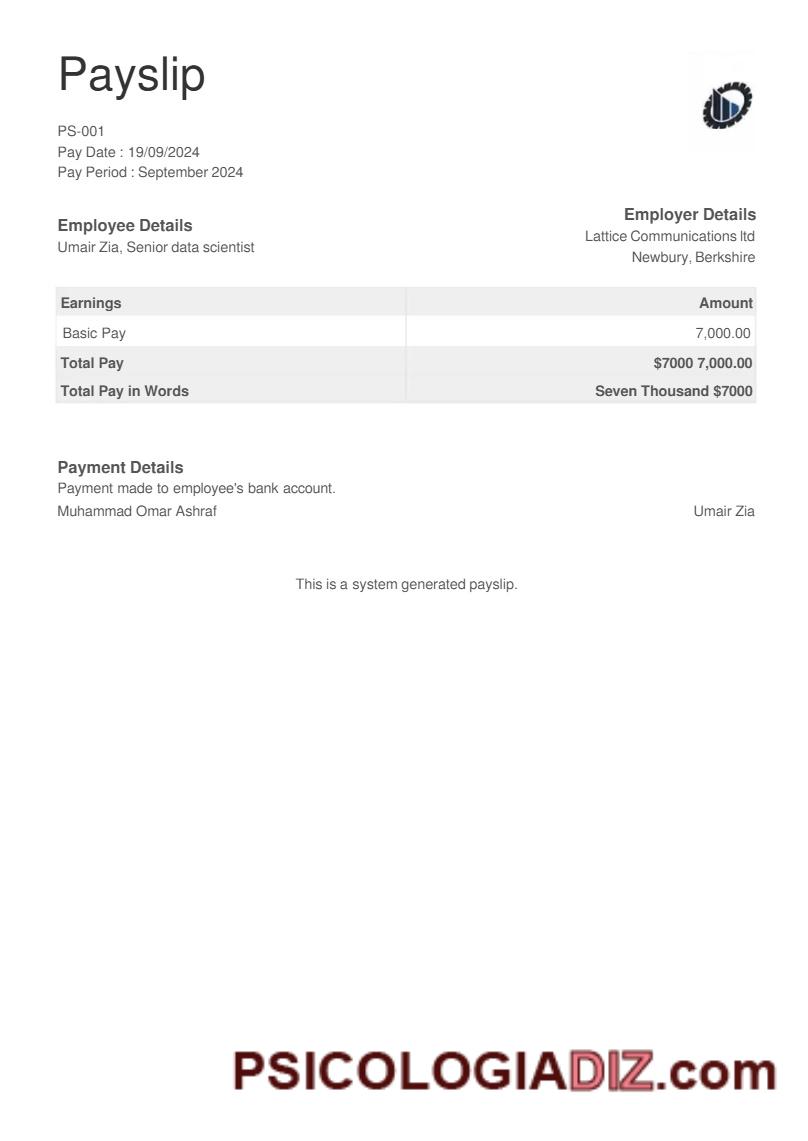 Payslip
PS-001
Pay Date : 19/09/2024
Pay Period : September 2024
Employee Details
Umair Zia, Senior data scientist
Employer Details
Lattice Communications ltd
Newbury, Berkshire
Earnings Amount
Basic Pay 7,000.00
Total Pay $7000 7,000.00
Total Pay in Words Seven Thousand $7000
Payment Details
Payment made to employee's bank account.
Muhammad Omar Ashraf Umair Zia
This is a system generated payslip.
PSICOLOGIADIZ.com